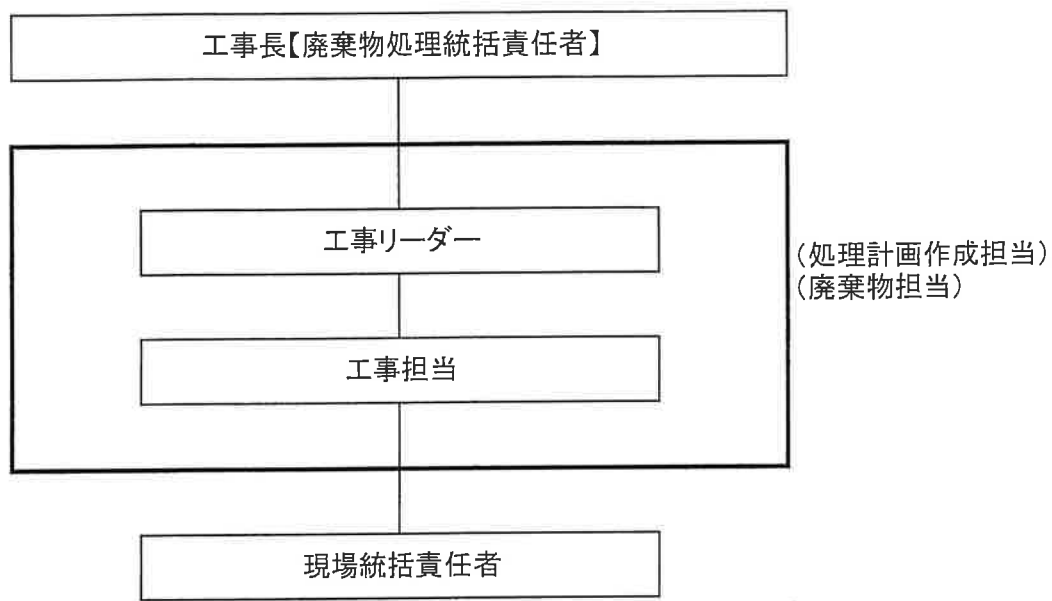 工事長【廃棄物処理統括責任者】
工事リーダー
(処理計画作成担当)
(廃棄物担当)
工事担当
現場統括責任者